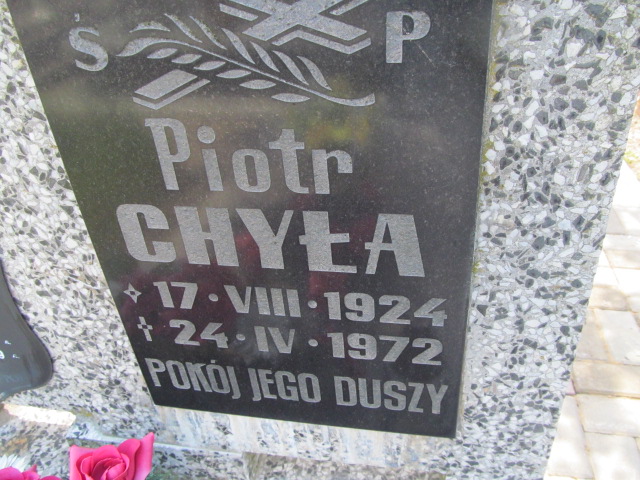 Ś P
Piotr
CHYŁA
17·VIII·1924
† 24·IV·1972
POKÓJ JEGO DUSZY